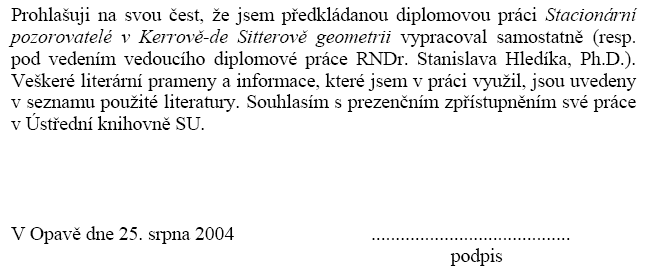 Prohlašuji na svou čest, že jsem předkládanou diplomovou práci Stacionární
pozorovatelé v Kerrově-de Sitterově geometrii vypracoval samostatně (resp.
pod vedením vedoucího diplomové práce RNDr. Stanislava Hledíka, Ph.D.).
Veškeré literární prameny a informace, které jsem v práci využil, jsou uvedeny
v seznamu použité literatury. Souhlasím s prezenčním zpřístupněním své práce
v Ústřední knihovně SU.
V Opavě dne 25. srpna 2004 ..........................................
podpis